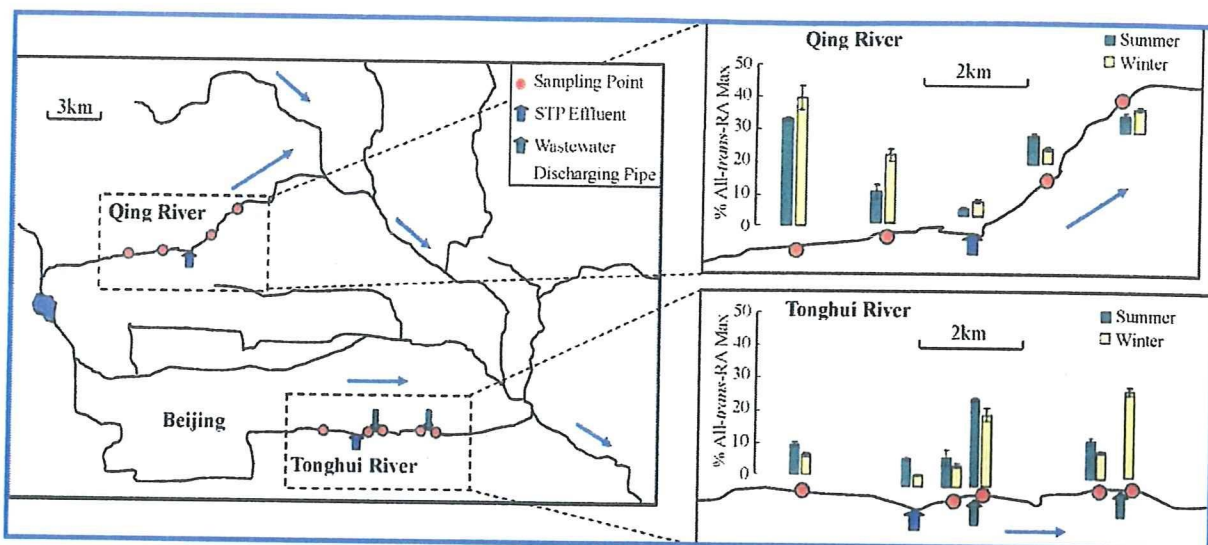 3km
Sampling Point
STP Effluent
Wastewater
Discharging Pipe
Qing River
Beijing
Tonghui River
Qing River
Summer
Winter
2km
% All-trans-RA Max
50
40
30
20
10
0
Tonghui River
Summer
Winter
2km
% All-trans-RA Max
50
40
30
20
10
0